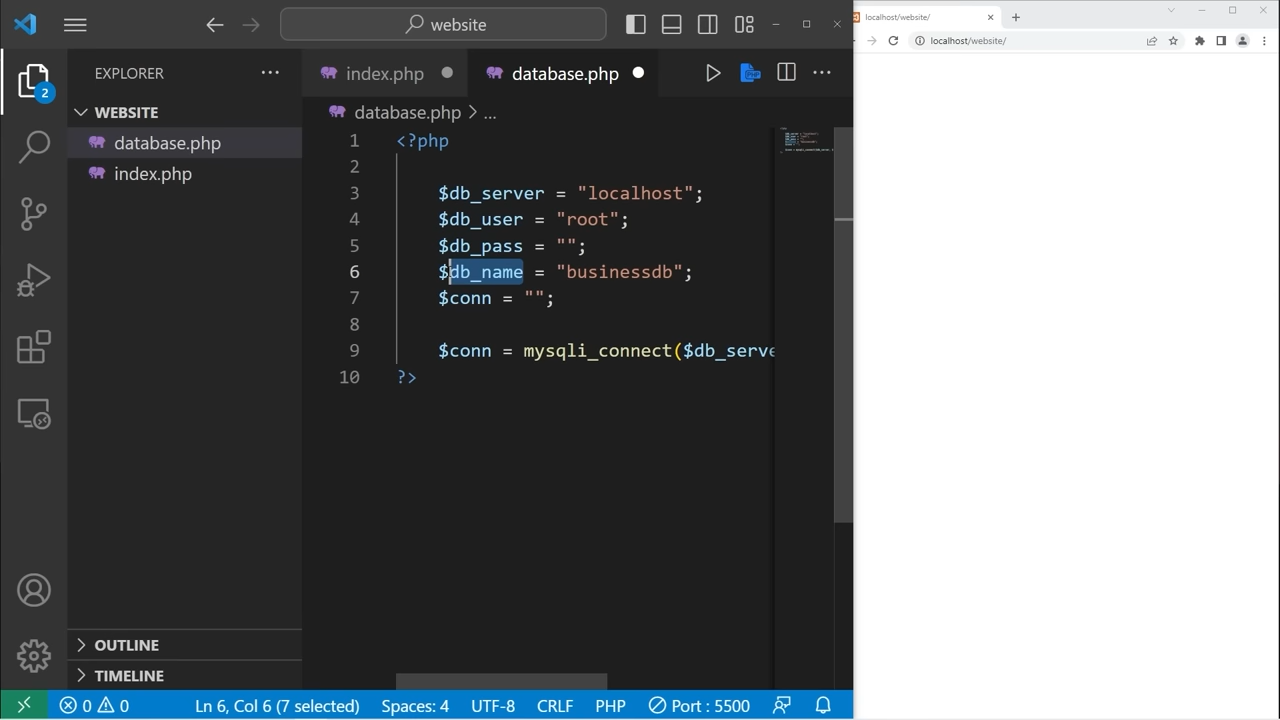 website
localhost/website/
localhost/website/
EXPLORER
index.php
database.php
2
WEBSITE
database.php
index.php
database.php > ...
1 <?php
2
3 $db_server = "localhost";
4 $db_user = "root";
5 $db_pass = "";
6 $db_name = "businessdb";
7 $conn = "";
8
9 $conn = mysqli_connect($db_serve
10 ?>
OUTLINE
TIMELINE
0 0 Ln 6, Col 6 (7 selected) Spaces: 4 UTF-8 CRLF PHP Port : 5500